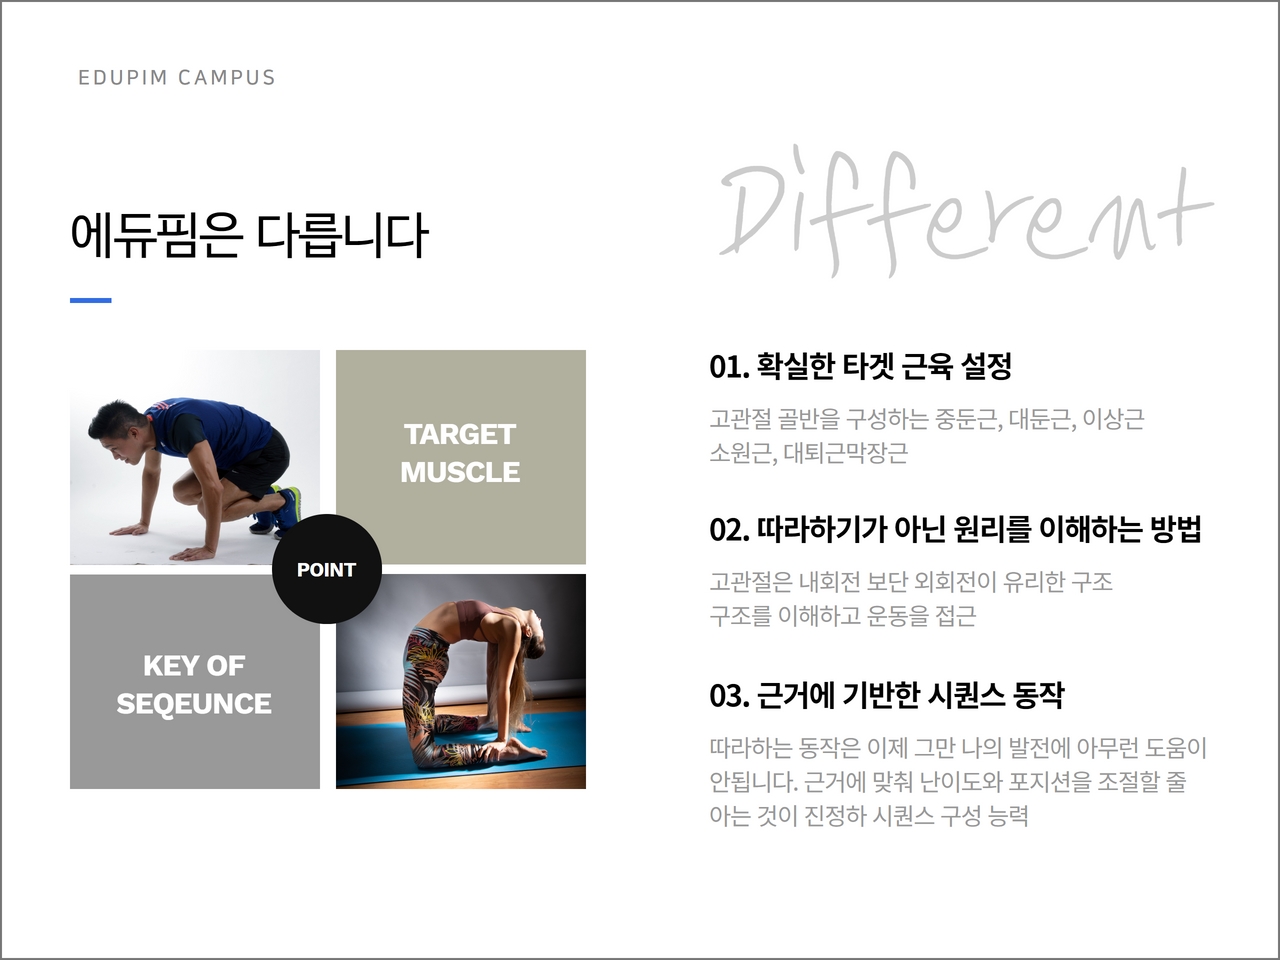 EDUPIM CAMPUS
에듀핌은 다릅니다
Different
TARGET
MUSCLE
POINT
KEY OF
SEQEUNCE
01. 확실한 타겟 근육 설정
고관절 골반을 구성하는 중둔근, 대둔근, 이상근
소원근, 대퇴근막장근
02. 따라하기가 아닌 원리를 이해하는 방법
고관절은 내회전 보단 외회전이 유리한 구조
구조를 이해하고 운동을 접근
03. 근거에 기반한 시퀀스 동작
따라하는 동작은 이제 그만 나의 발전에 아무런 도움이
안됩니다. 근거에 맞춰 난이도와 포지션을 조절할 줄
아는 것이 진정하 시퀀스 구성 능력